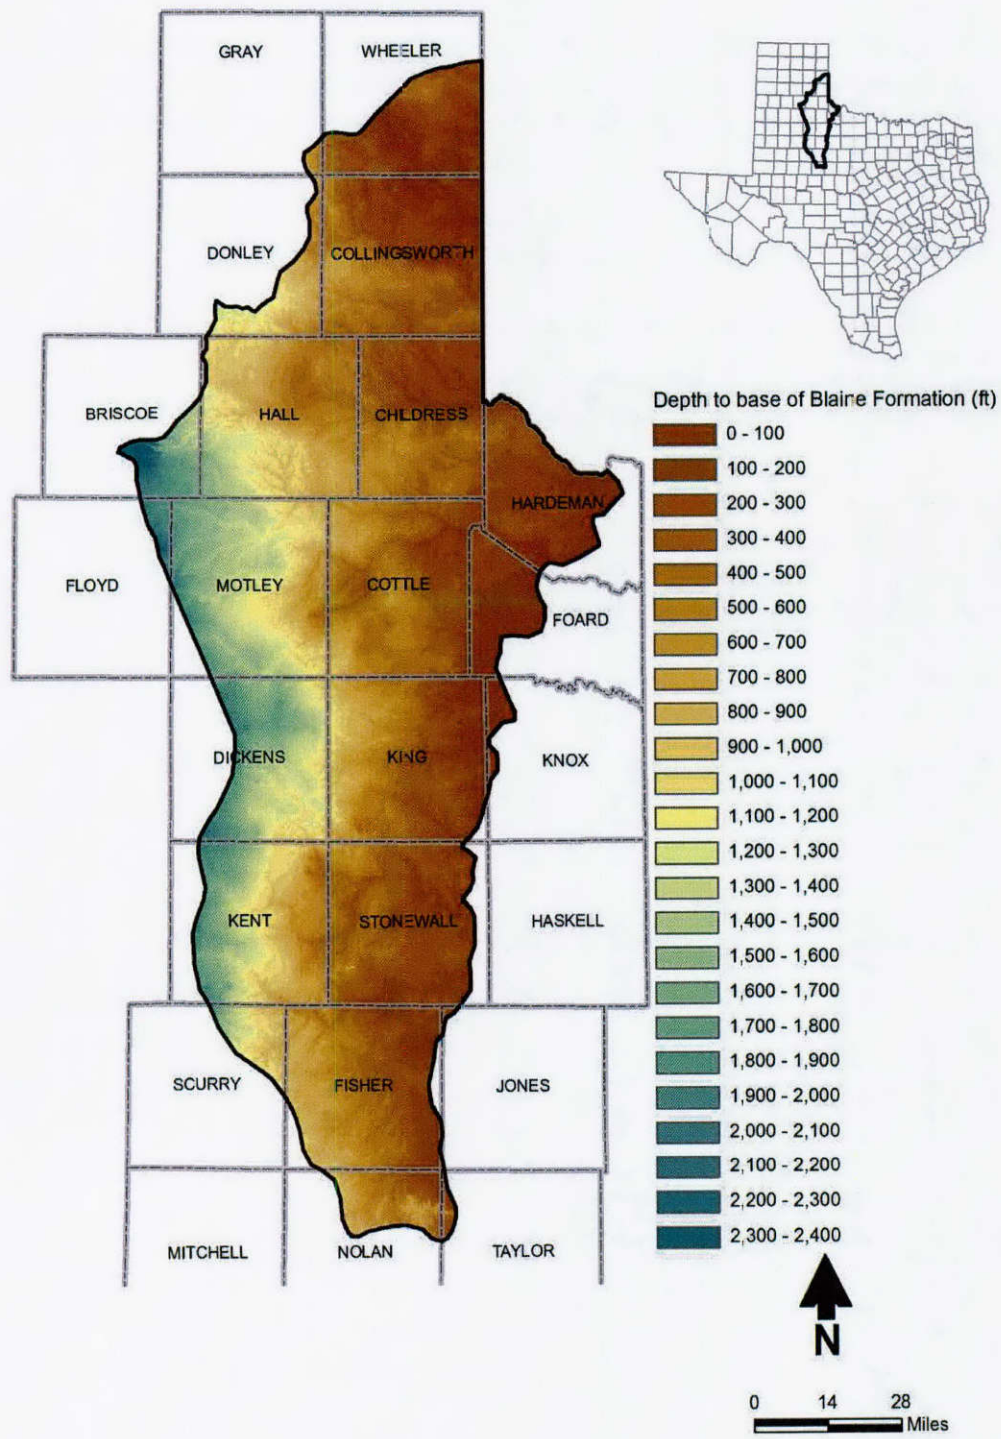 GRAY
WHEELER
DONLEY
COLLINGSWORTH
BRISCOE
HALL
CHILDRESS
HARDEMAN
FLOYD
MOTLEY
COTTLE
FOARD
DICKENS
KING
KNOX
KENT
STONEWALL
HASKELL
SCURRY
FISHER
JONES
MITCHELL
NOLAN
TAYLOR
Depth to base of Blaine Formation (ft)
0 - 100
100 - 200
200 - 300
300 - 400
400 - 500
500 - 600
600 - 700
700 - 800
800 - 900
900 - 1,000
1,000 - 1,100
1,100 - 1,200
1,200 - 1,300
1,300 - 1,400
1,400 - 1,500
1,500 - 1,600
1,600 - 1,700
1,700 - 1,800
1,800 - 1,900
1,900 - 2,000
2,000 - 2,100
2,100 - 2,200
2,200 - 2,300
2,300 - 2,400
N
0 14 28
Miles